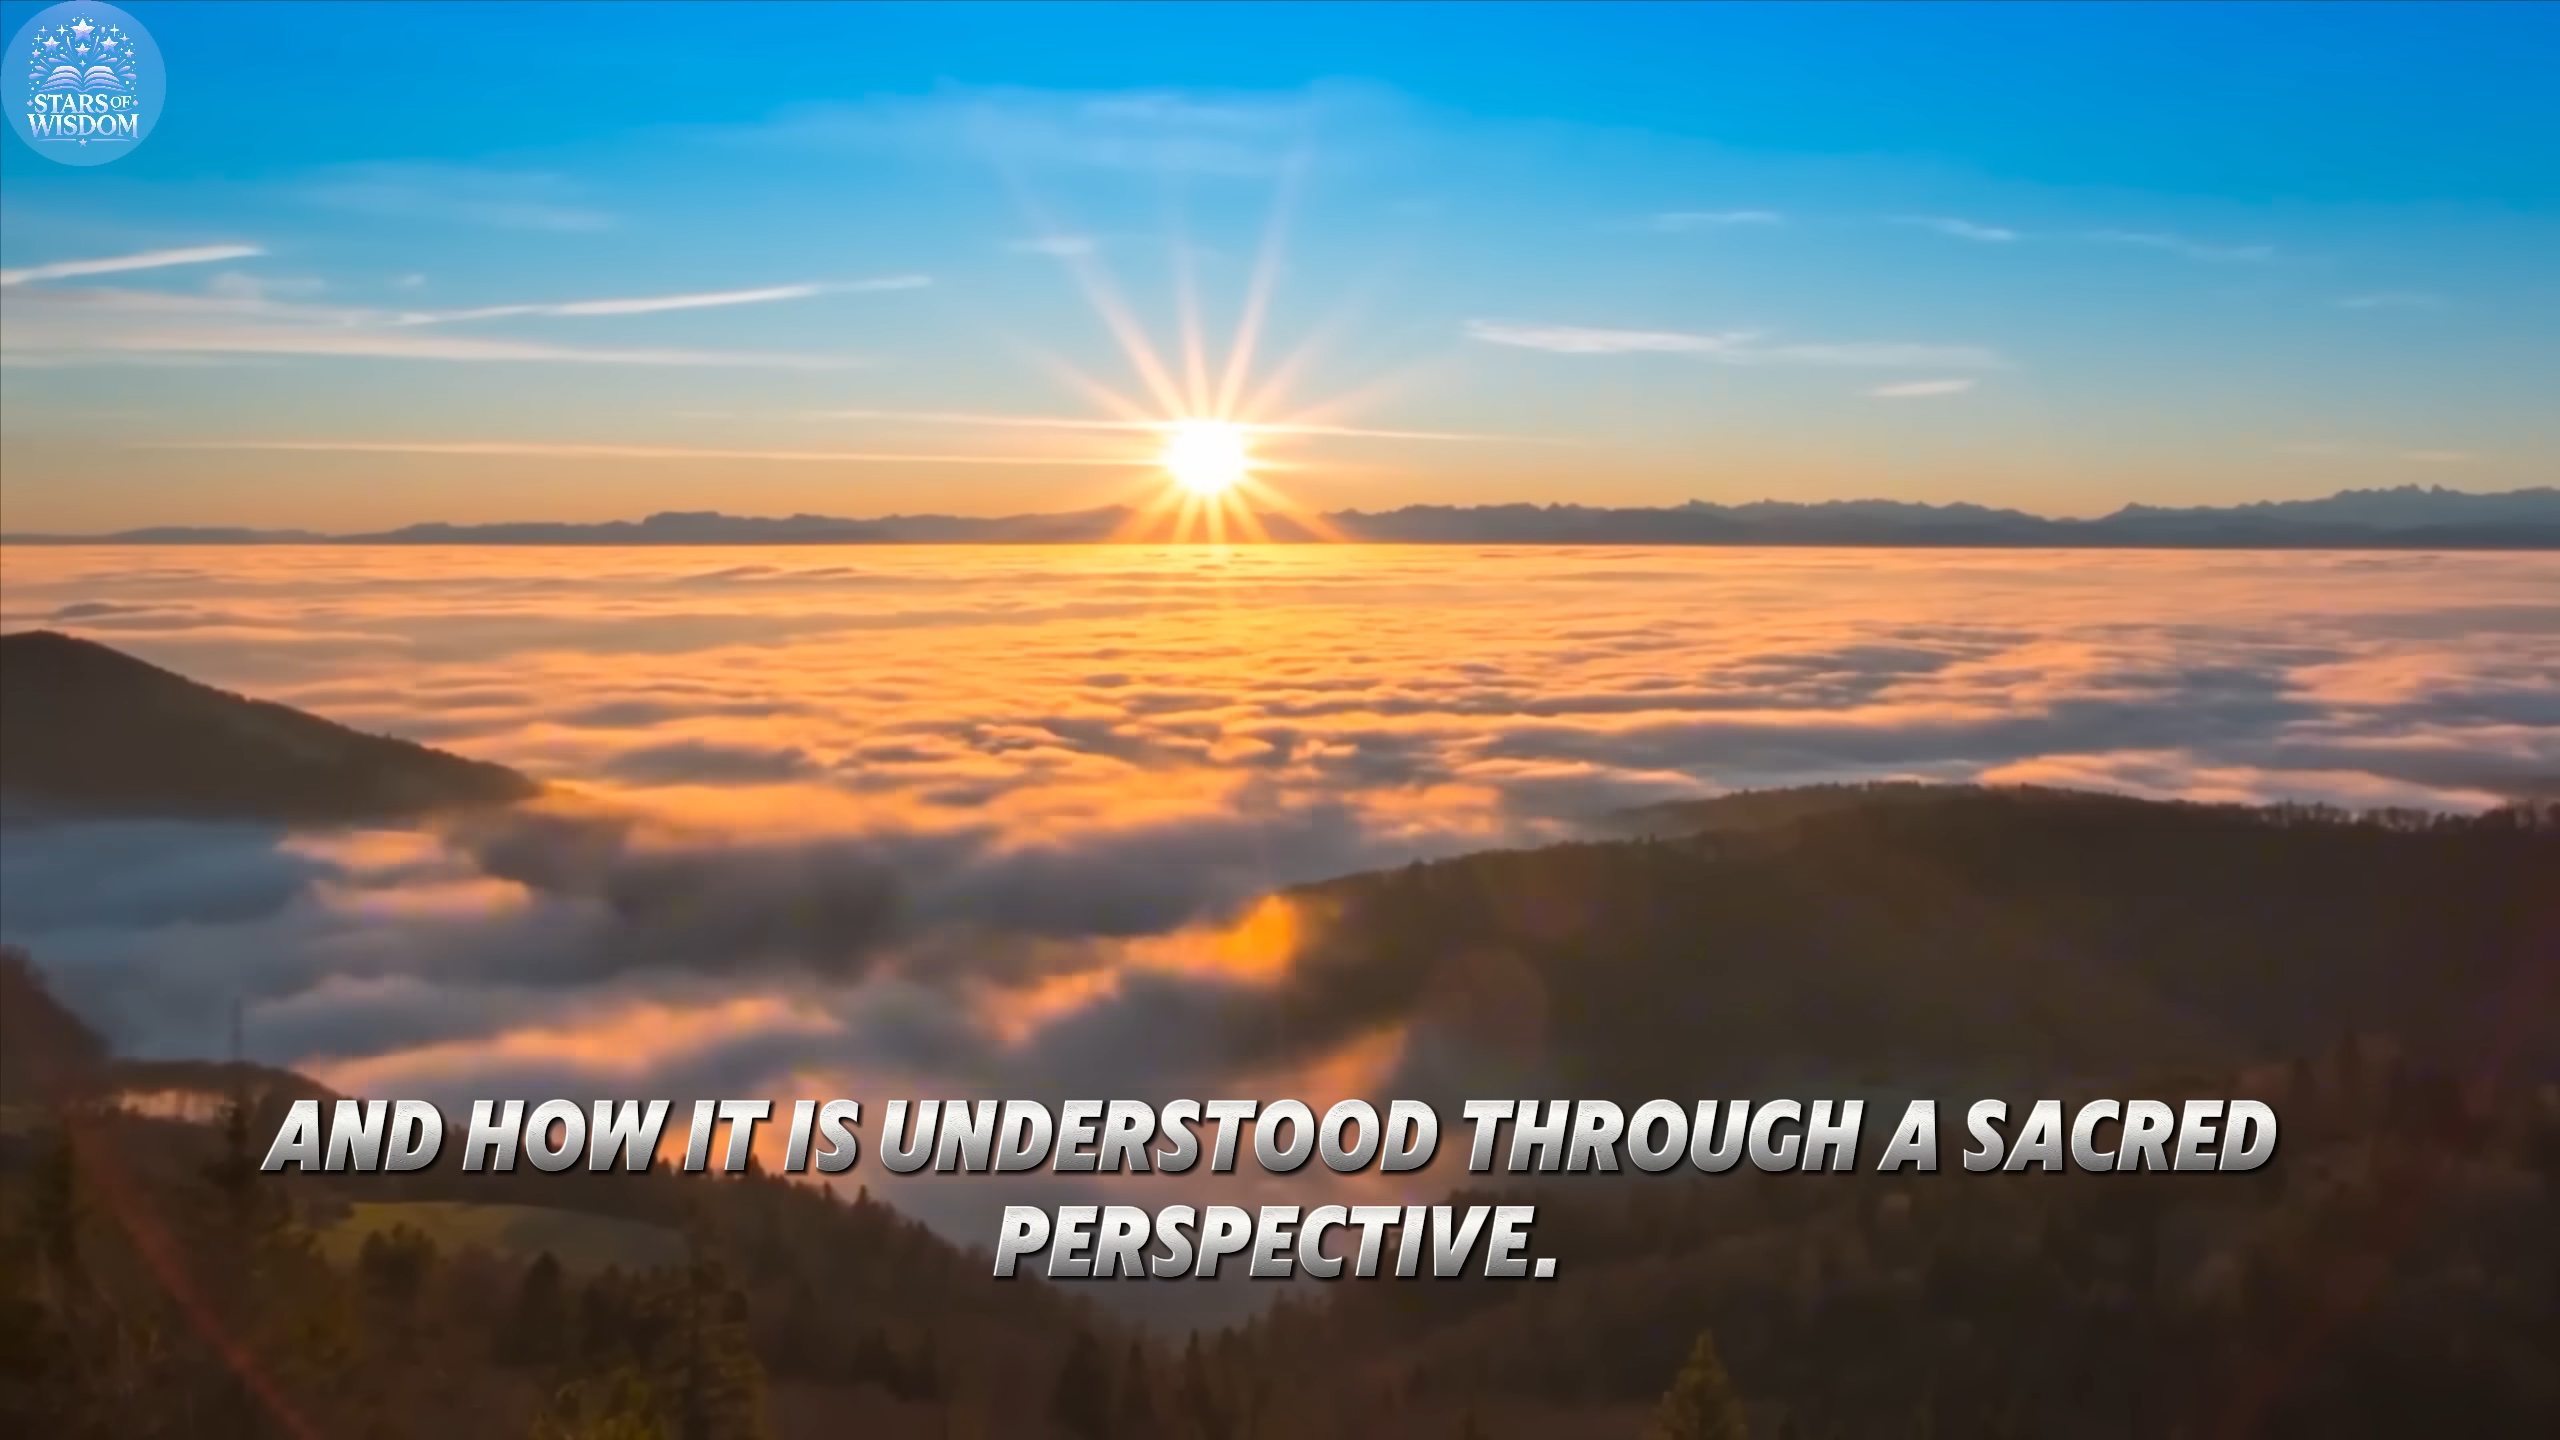 STARS OF
WISDOM
AND HOW IT IS UNDERSTOOD THROUGH A SACRED
PERSPECTIVE.